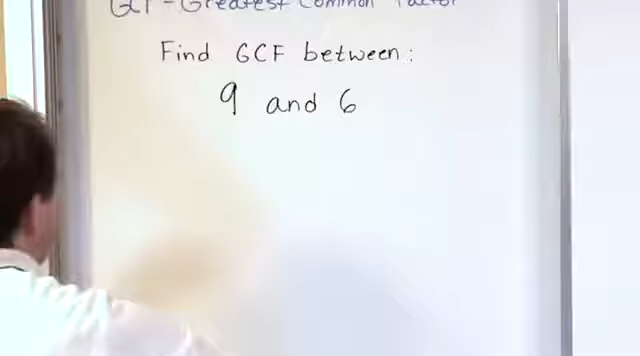 GCF - Greatest Common Factor
Find GCF between:
9 and 6